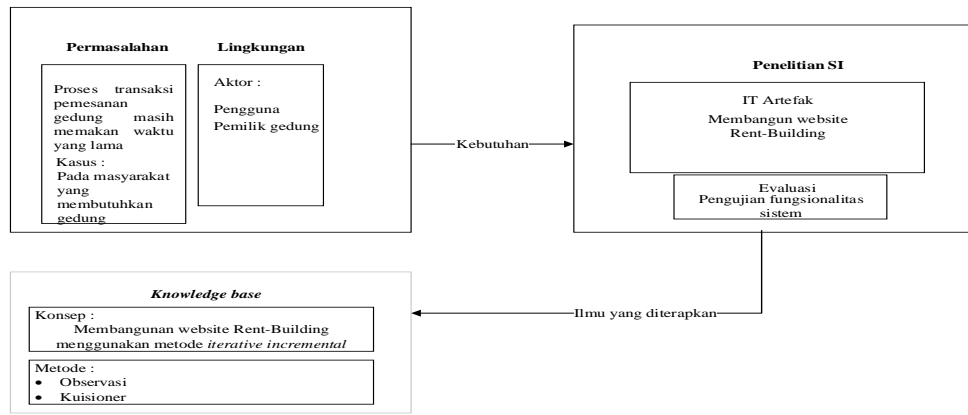 Permasalahan
Proses transaksi
pemesanan
gedung masih
memakan waktu
yang lama
Kasus :
Pada masyarakat
yang
membutuhkan
gedung
Lingkungan
Aktor :
Pengguna
Pemilik gedung
Kebutuhan
Penelitian SI
IT Artefak
Membangun website
Rent-Building
Evaluasi
Pengujian fungsionalitas
sistem
Ilmu yang diterapkan
Knowledge base
Konsep :
Membangunan website Rent-Building
menggunakan metode iterative incremental
Metode :
• Observasi
• Kuisioner